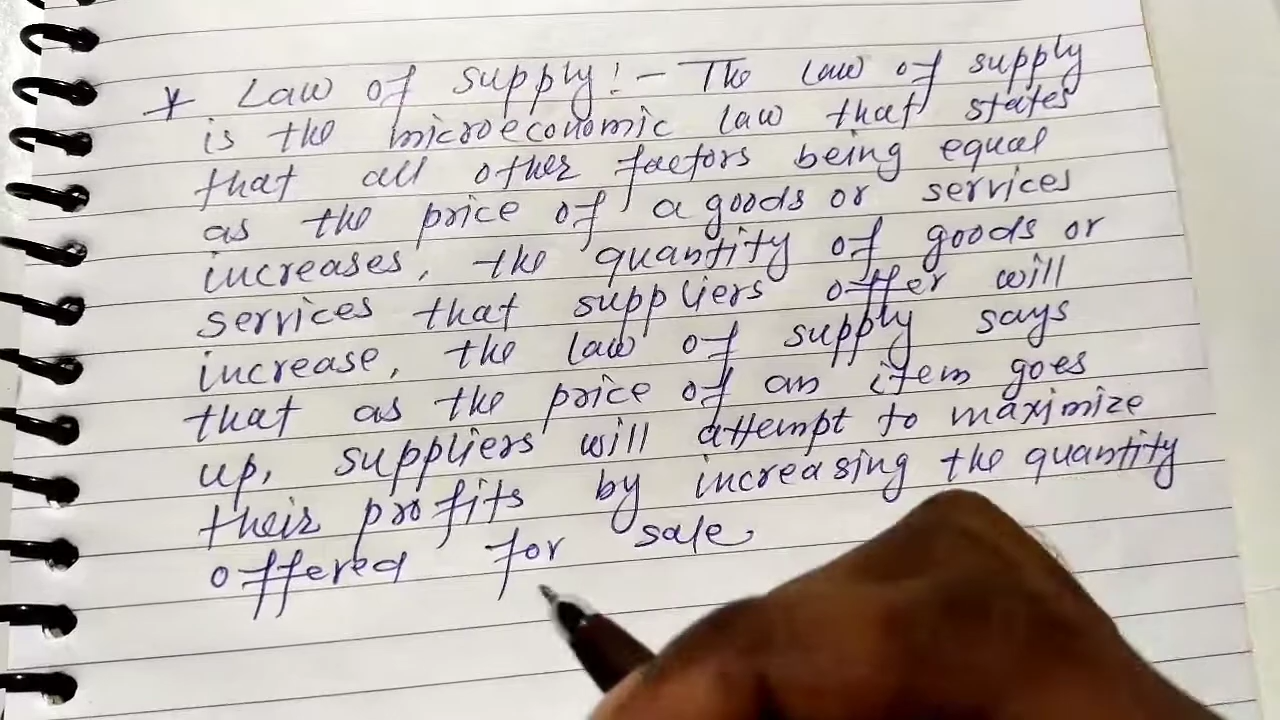 * Law of supply:- The law of supply
is the microeconomic law that states
that all other factors being equal
as the price of a goods or services
increases, the quantity of goods or
services that suppliers offer will
increase, the law of supply says
that as the price of an item goes
up, suppliers will attempt to maximize
their profits by increasing the quantity
offered for sale